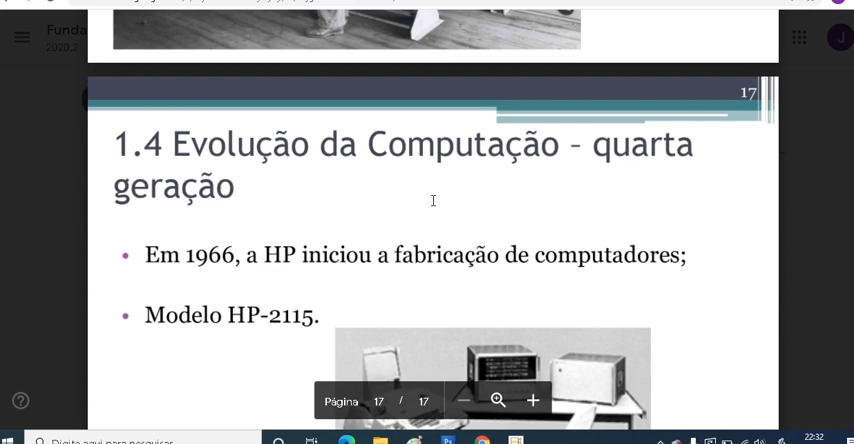 Funda
2020.2
J
17
1.4 Evolução da Computação – quarta
geração
• Em 1966, a HP iniciou a fabricação de computadores;
• Modelo HP-2115.
Página 17 / 17
Digite aqui para pesquisar
22:32